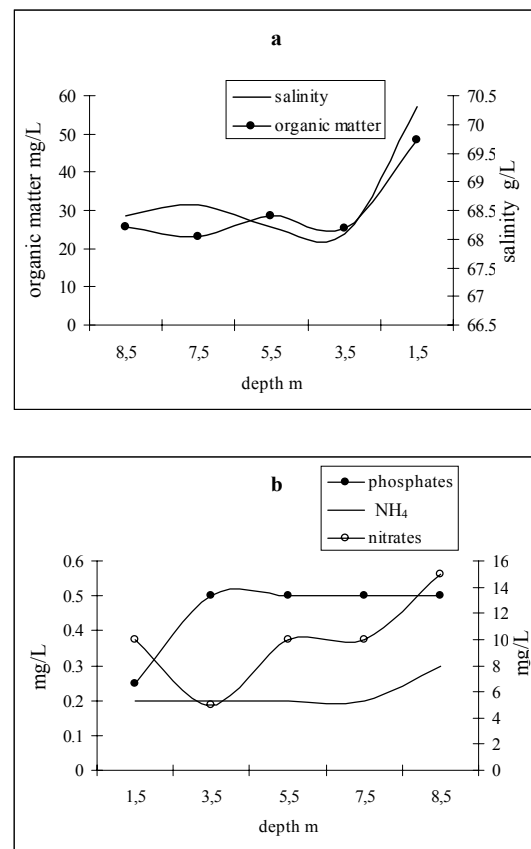 a
salinity
organic matter
60
50
40
30
20
10
0
organic matter mg/L
70.5
70
69.5
69
68.5
68
67.5
67
66.5
salinity g/L
8,5 7,5 5,5 3,5 1,5
depth m
b
phosphates
NH₄
nitrates
0.6
0.5
0.4
0.3
0.2
0.1
0
mg/L
16
14
12
10
8
6
4
2
0
mg/L
1,5 3,5 5,5 7,5 8,5
depth m